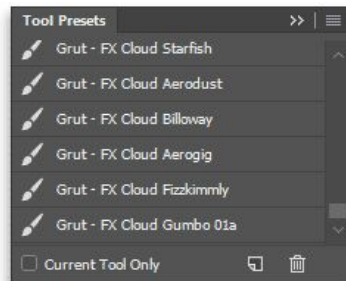 Tool Presets
Grut - FX Cloud Starfish
Grut - FX Cloud Aerodust
Grut - FX Cloud Billoway
Grut - FX Cloud Aerogig
Grut - FX Cloud Fizzkimmly
Grut - FX Cloud Gumbo 01a
Current Tool Only